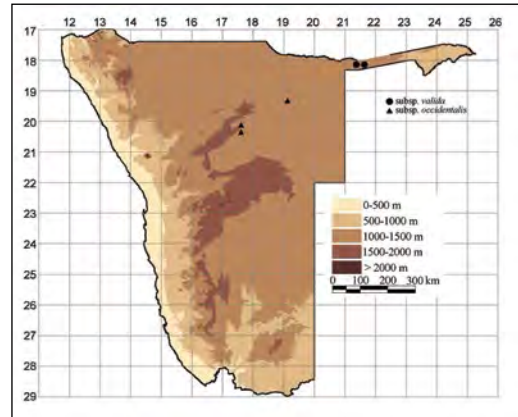 12 13 14 15 16 17 18 19 20 21 22 23 24 25 26
17
18
19
20
21
22
23
24
25
26
27
28
29
subsp. valida
subsp. occidentalis
0-500 m
500-1000 m
1000-1500 m
1500-2000 m
> 2000 m
0 100 200 300 km